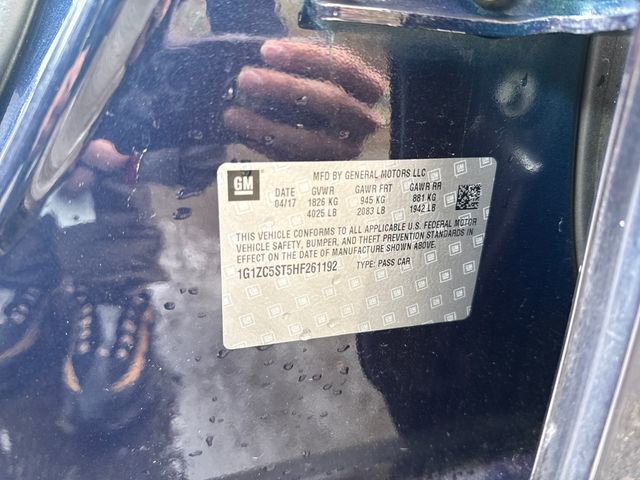 GM
MFD BY GENERAL MOTORS LLC
DATE GVWR GAWR FRT GAWR RR
04/17 1826 KG 945 KG 881 KG
4025 LB 2083 LB 1942 LB
THIS VEHICLE CONFORMS TO ALL APPLICABLE U.S. FEDERAL MOTOR
VEHICLE SAFETY, BUMPER, AND THEFT PREVENTION STANDARDS IN
EFFECT ON THE DATE OF MANUFACTURE SHOWN ABOVE.
1G1ZC5ST5HF261192 TYPE: PASS CAR